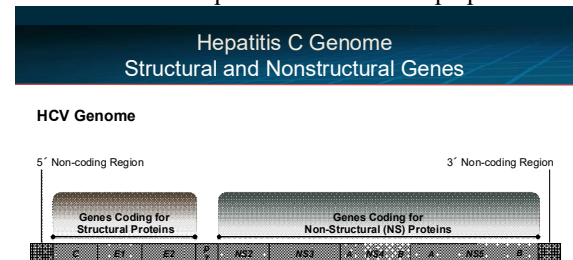 Hepatitis C Genome
Structural and Nonstructural Genes
HCV Genome
5´ Non-coding Region 3´ Non-coding Region
Genes Coding for
Structural Proteins
Genes Coding for
Non-Structural (NS) Proteins
C E1 E2 P NS2 NS3 A NS4 B A NS5 B